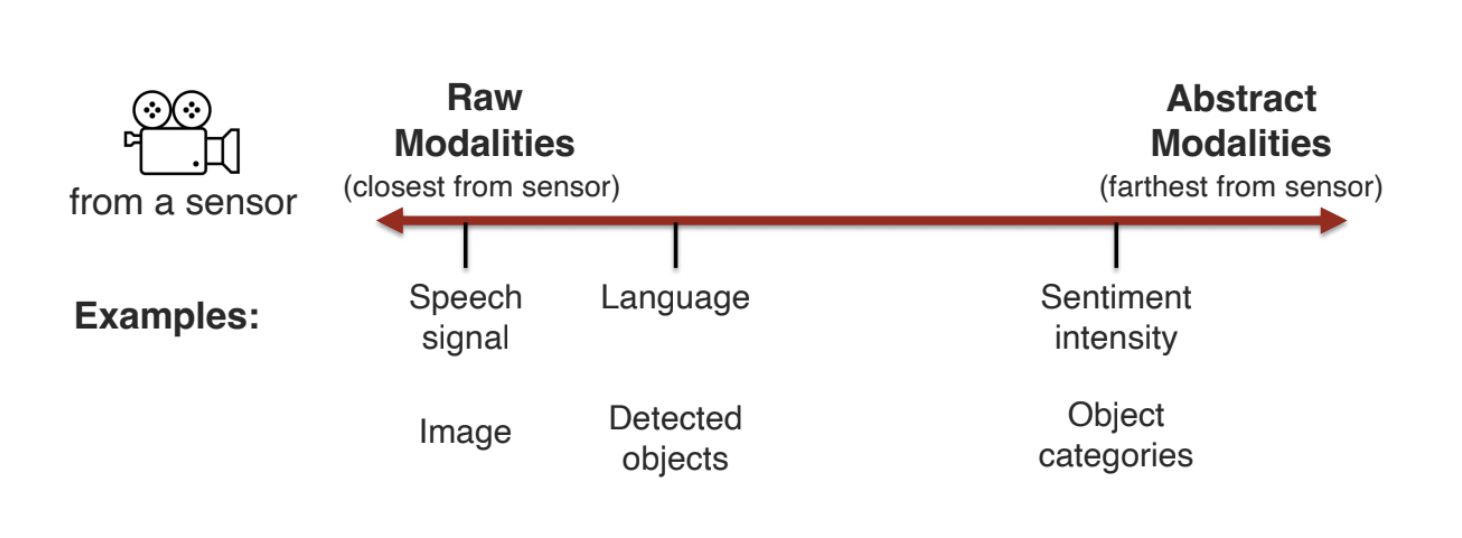 Raw
Modalities
(closest from sensor)
Abstract
Modalities
(farthest from sensor)
from a sensor
Examples:
Speech
signal
Language
Sentiment
intensity
Image
Detected
objects
Object
categories